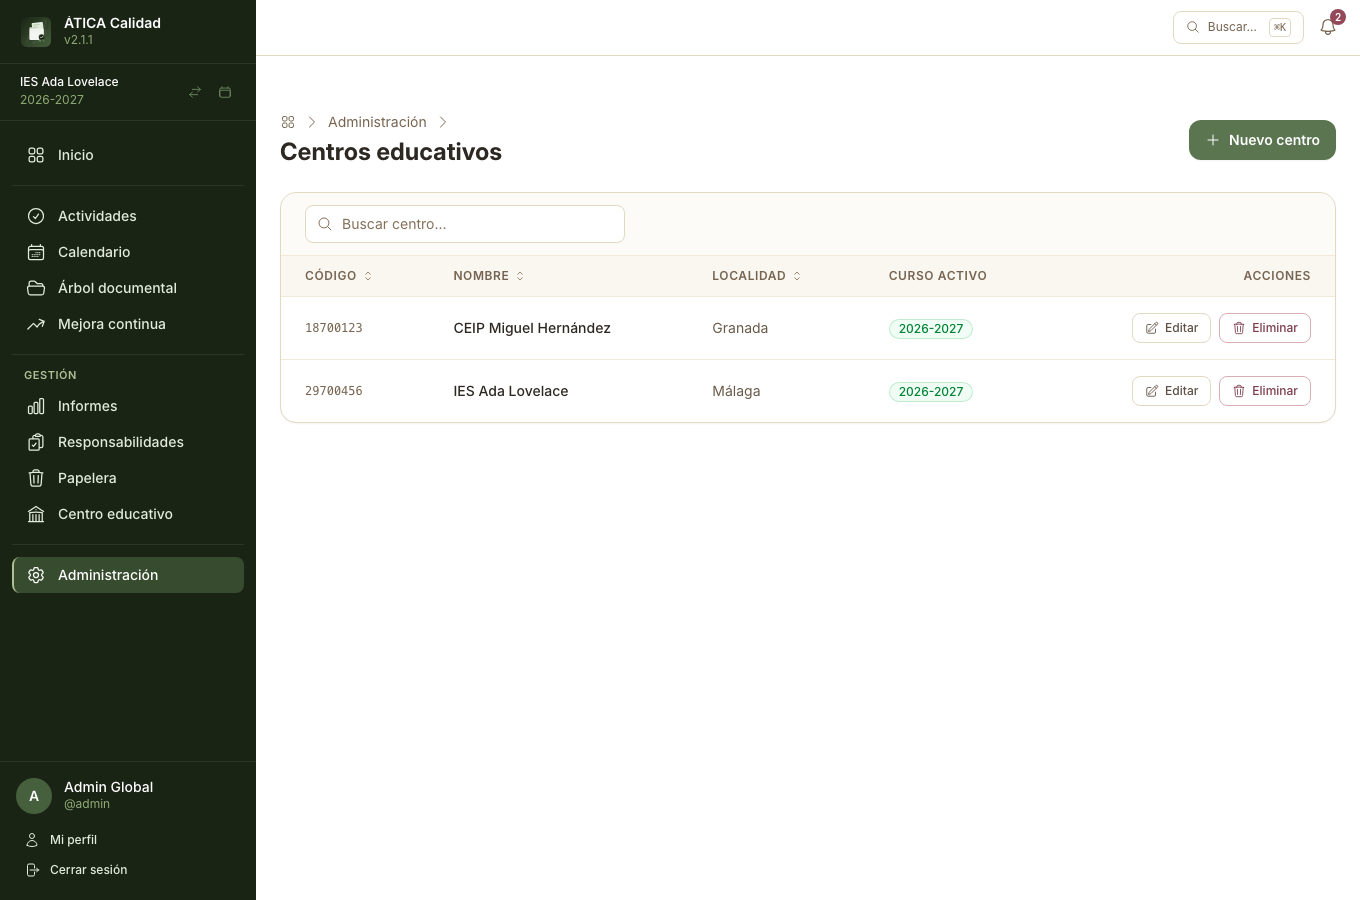 ÁTICA Calidad
v2.1.1
IES Ada Lovelace
2026-2027
Inicio
Actividades
Calendario
Árbol documental
Mejora continua
GESTIÓN
Informes
Responsabilidades
Papelera
Centro educativo
Administración
A
Admin Global
@admin
Mi perfil
Cerrar sesión
Buscar... ⌘K
2
Administración
Centros educativos
Nuevo centro
Buscar centro...
CÓDIGO NOMBRE LOCALIDAD CURSO ACTIVO ACCIONES
18700123 CEIP Miguel Hernández Granada 2026-2027 Editar Eliminar
29700456 IES Ada Lovelace Málaga 2026-2027 Editar Eliminar